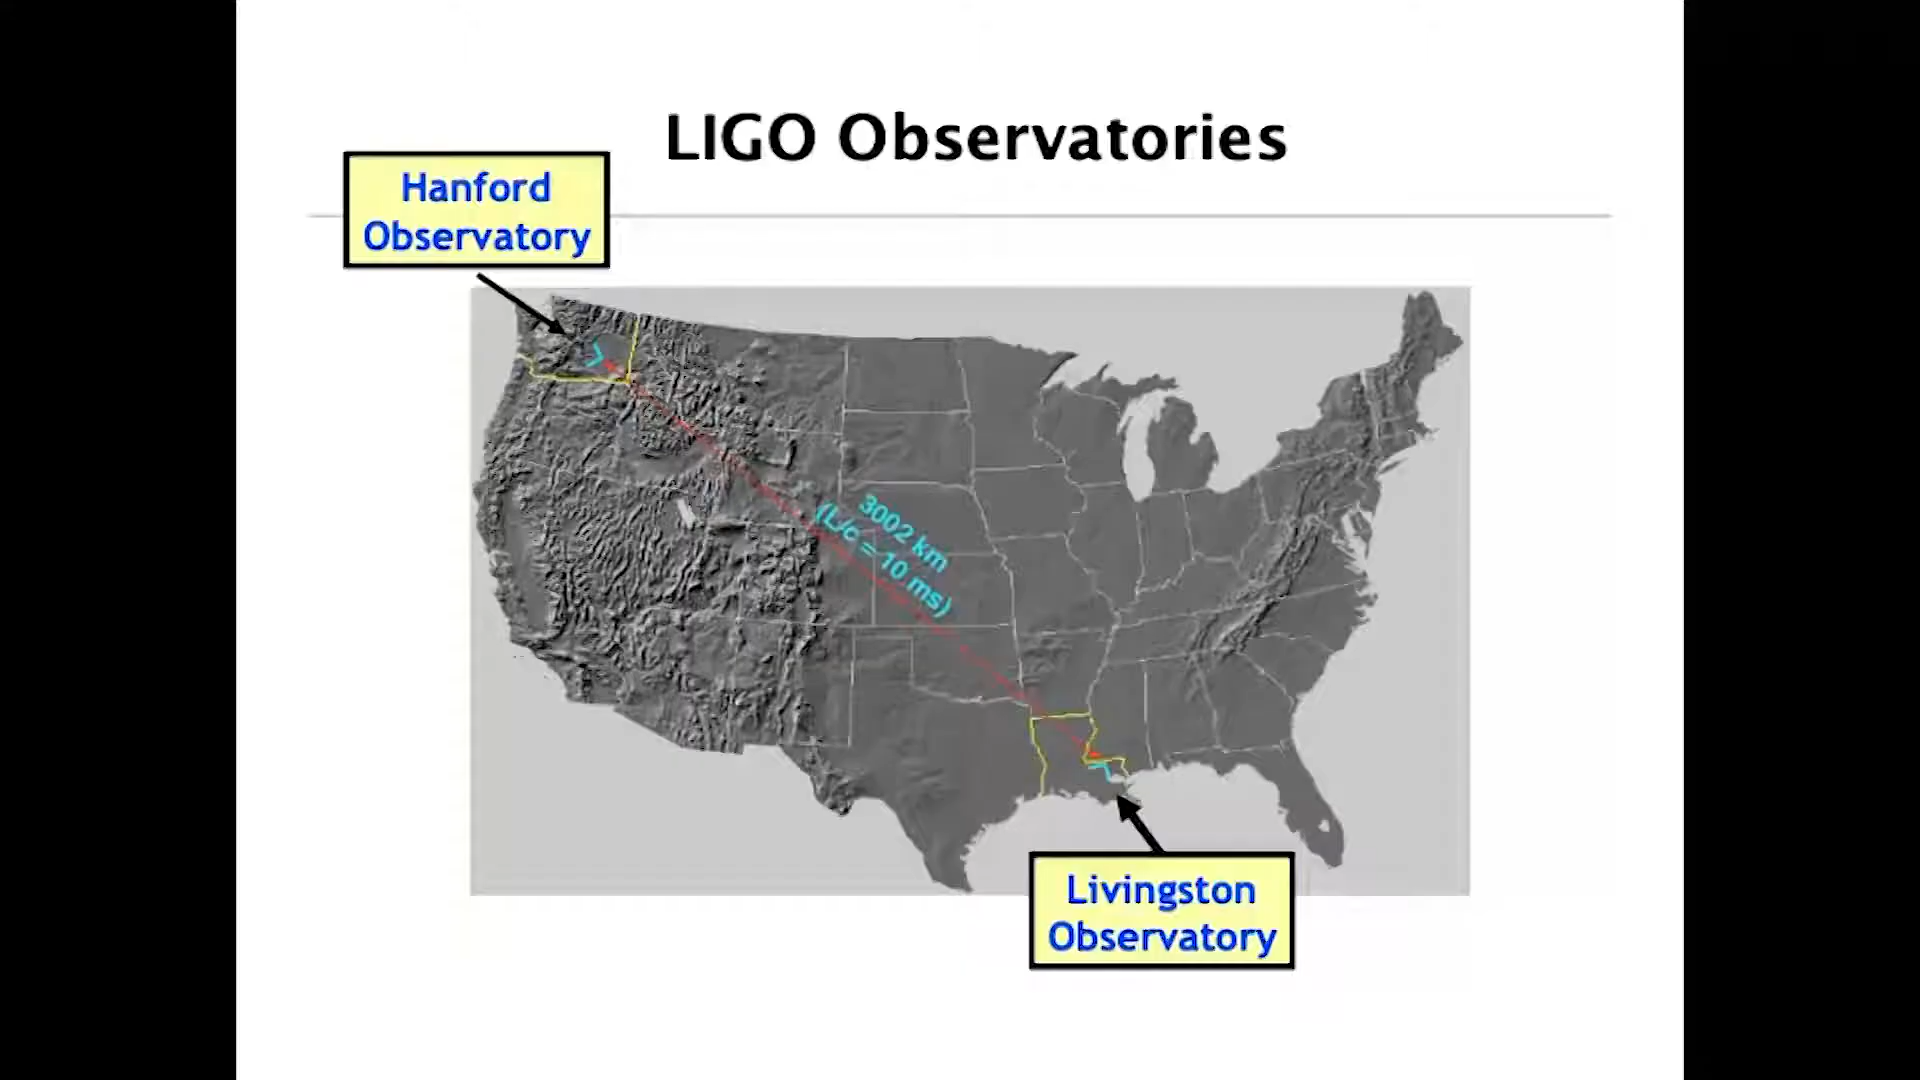 LIGO Observatories
Hanford
Observatory
3002 km
(L/c = 10 ms)
Livingston
Observatory